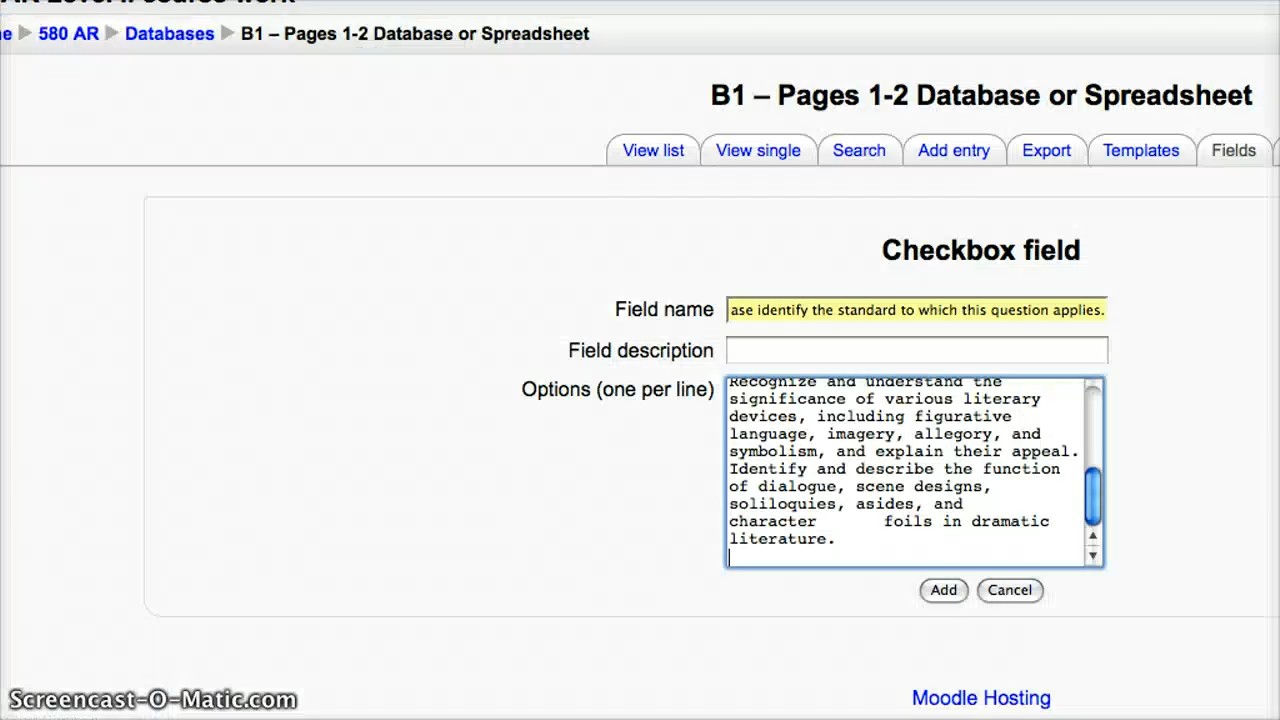 580 AR Databases B1 – Pages 1-2 Database or Spreadsheet
B1 – Pages 1-2 Database or Spreadsheet
View list View single Search Add entry Export Templates Fields
Checkbox field
Field name ase identify the standard to which this question applies.
Field description
Options (one per line)
Recognize and understand the
significance of various literary
devices, including figurative
language, imagery, allegory, and
symbolism, and explain their appeal.
Identify and describe the function
of dialogue, scene designs,
soliloquies, asides, and
character foils in dramatic
literature.
Add Cancel
Moodle Hosting
Screencast-O-Matic.com